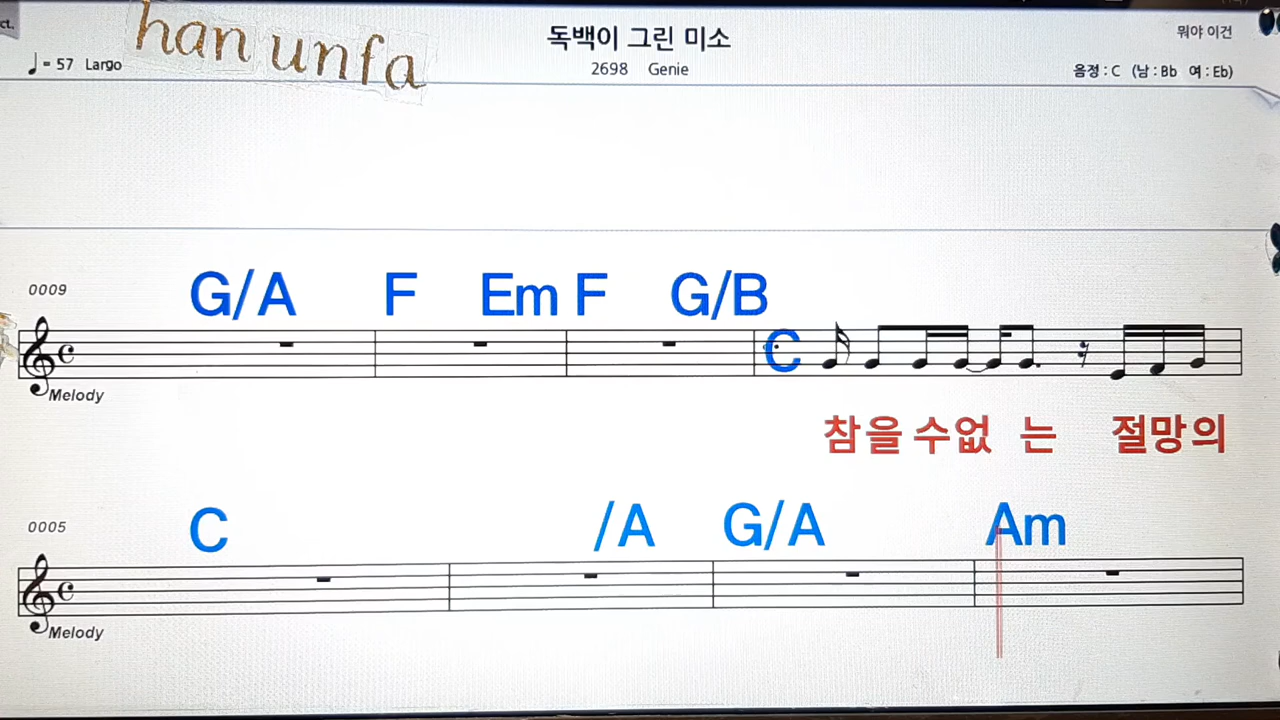 ct.
han unfa
독백이 그린 미소
뭐야 이건
♩= 57 Largo
2698 Genie
음정 : C (남 : Bb 여 : Eb)
0009
G/A F Em F G/B
C
Melody
참을 수없 는 절망의
0005
C /A G/A Am
Melody